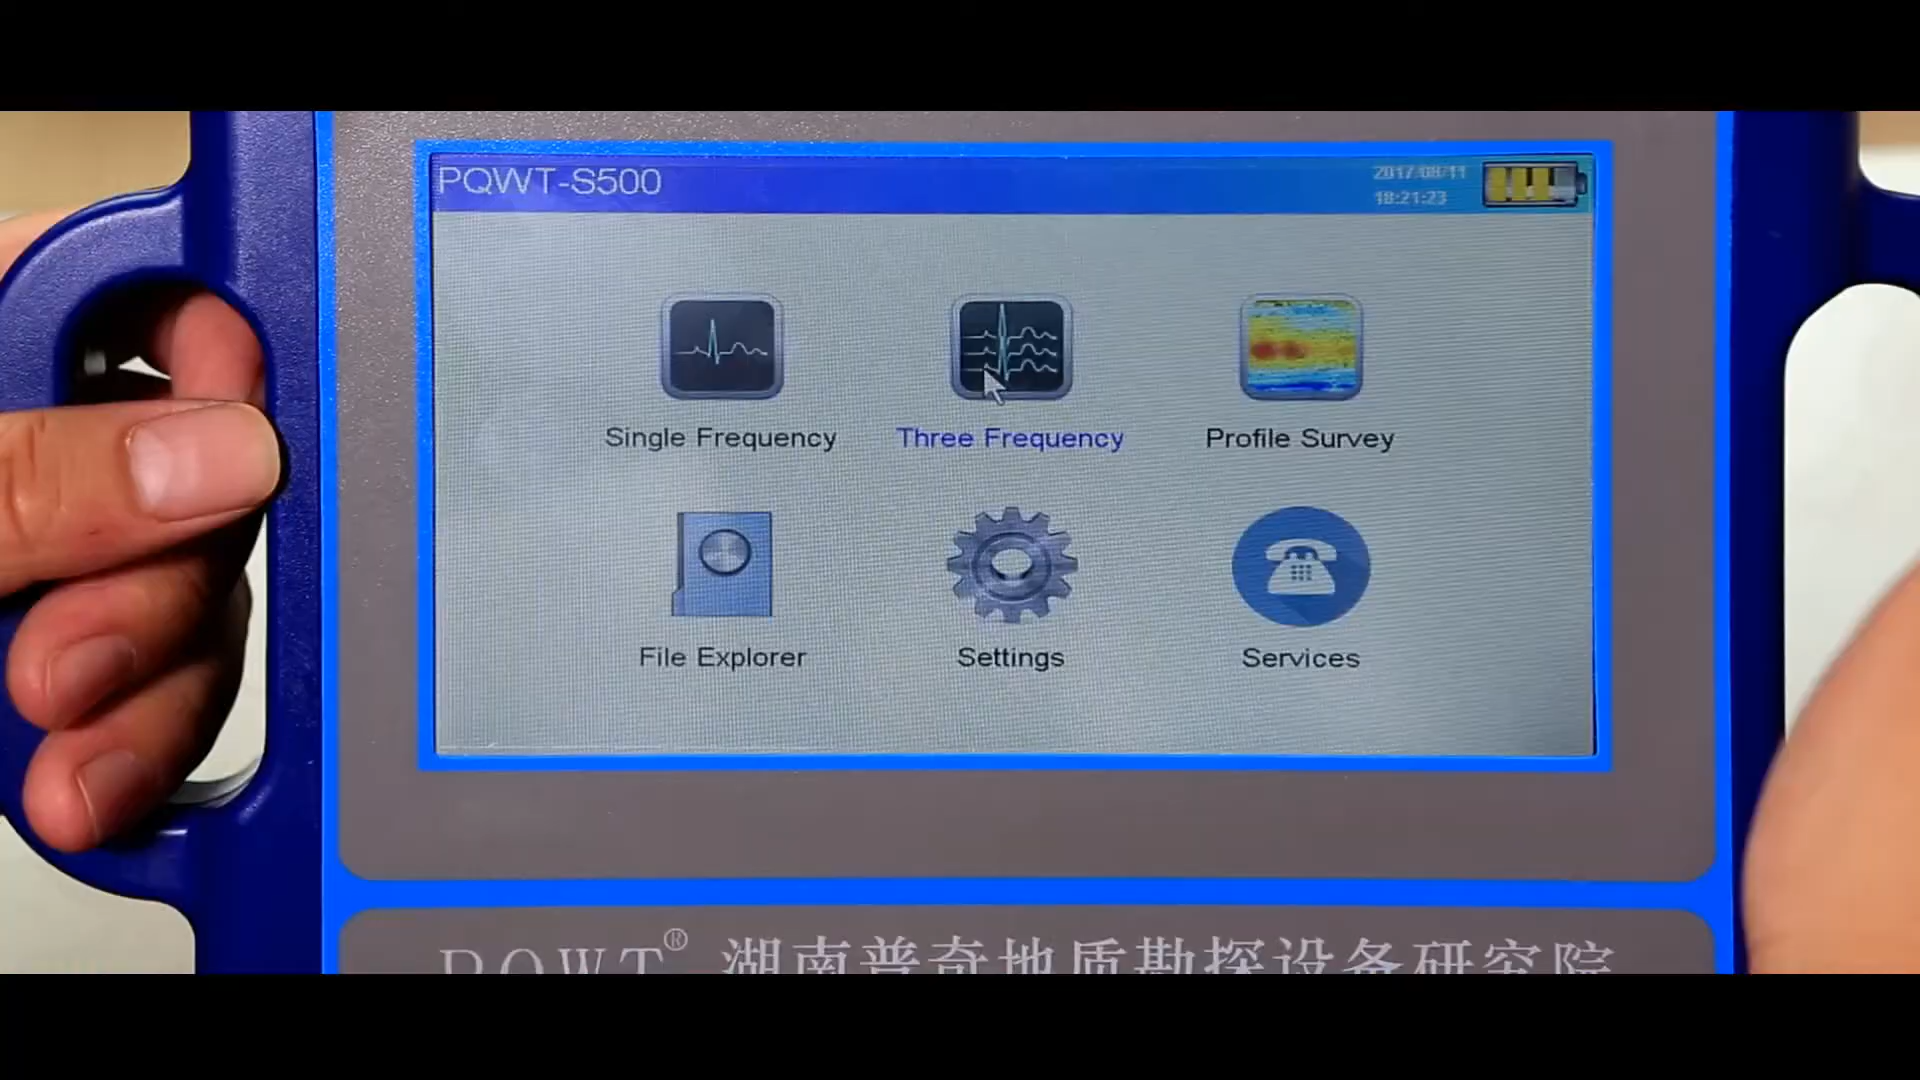 PQWT-S500
2017/08/11
18:21:23
Single Frequency
Three Frequency
Profile Survey
File Explorer
Settings
Services
PQWT® 湖南普奇地质勘探设备研究院